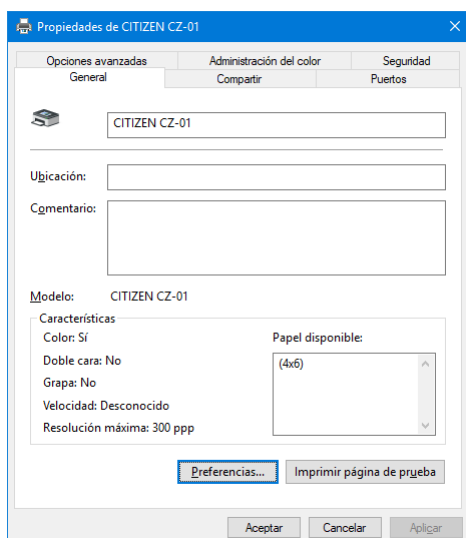 Propiedades de CITIZEN CZ-01
Opciones avanzadas Administración del color Seguridad
General Compartir Puertos
CITIZEN CZ-01
Ubicación:
Comentario:
Modelo: CITIZEN CZ-01
Características
Color: Sí
Doble cara: No
Grapa: No
Velocidad: Desconocido
Resolución máxima: 300 ppp
Papel disponible:
(4x6)
Preferencias... Imprimir página de prueba
Aceptar Cancelar Aplicar